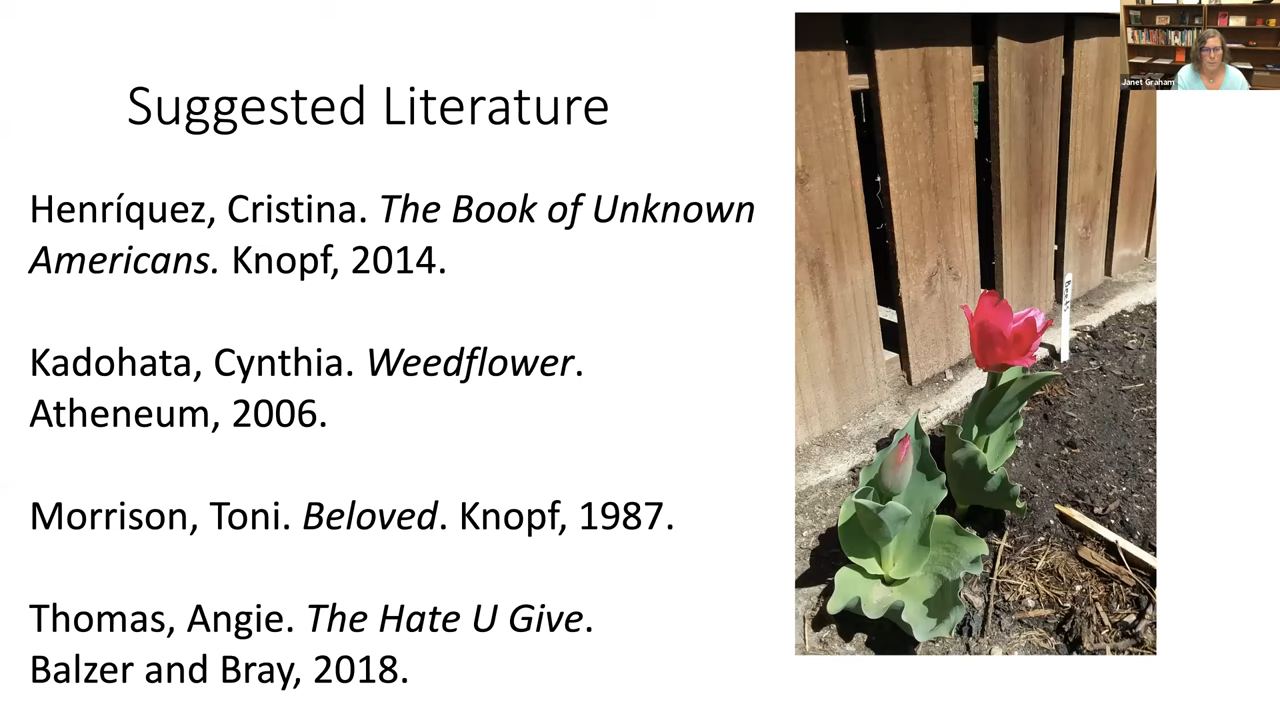 Suggested Literature
Henríquez, Cristina. The Book of Unknown
Americans. Knopf, 2014.
Kadohata, Cynthia. Weedflower.
Atheneum, 2006.
Morrison, Toni. Beloved. Knopf, 1987.
Thomas, Angie. The Hate U Give.
Balzer and Bray, 2018.
Janet Graham
Beets